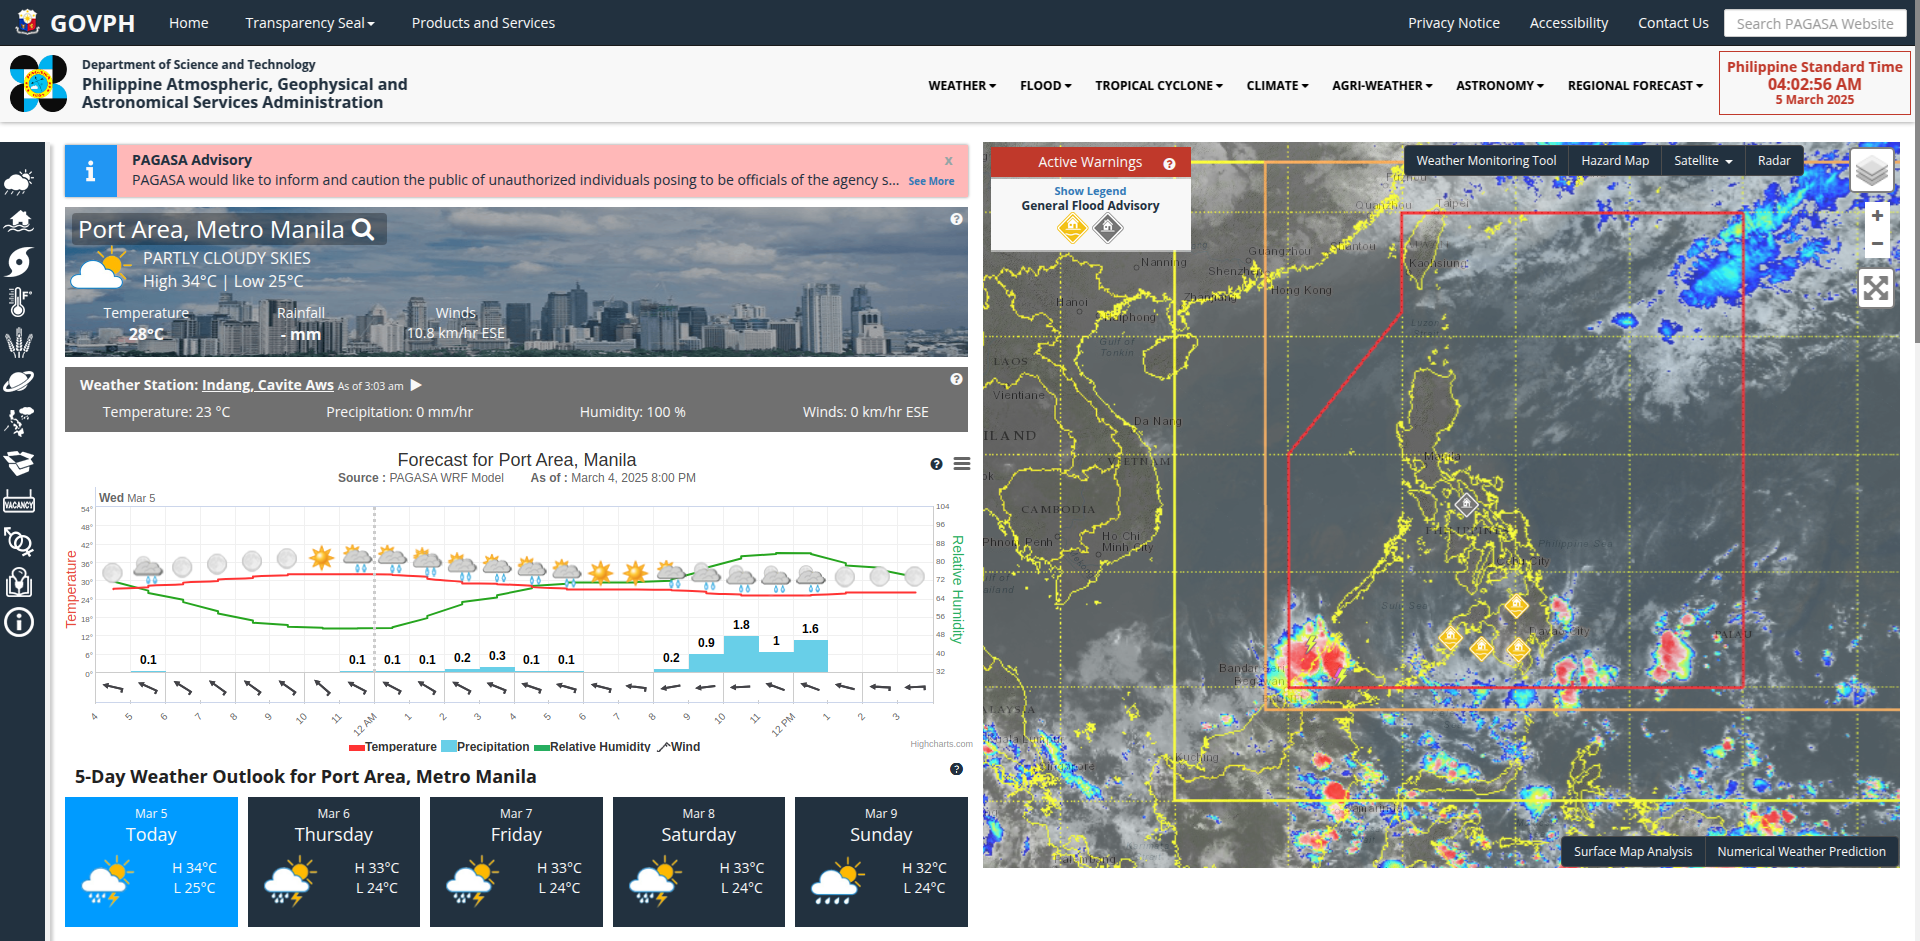 GOVPH
Home
Transparency Seal
Products and Services
Privacy Notice
Accessibility
Contact Us
Search PAGASA Website
Department of Science and Technology
Philippine Atmospheric, Geophysical and
Astronomical Services Administration
WEATHER
FLOOD
TROPICAL CYCLONE
CLIMATE
AGRI-WEATHER
ASTRONOMY
REGIONAL FORECAST
Philippine Standard Time
04:02:56 AM
5 March 2025
PAGASA Advisory
x
PAGASA would like to inform and caution the public of unauthorized individuals posing to be officials of the agency s... See More
Port Area, Metro Manila
PARTLY CLOUDY SKIES
High 34°C | Low 25°C
Temperature Rainfall Winds
28°C - mm 10.8 km/hr ESE
Weather Station: Indang, Cavite Aws As of 3:03 am
Temperature: 23 °C Precipitation: 0 mm/hr Humidity: 100 % Winds: 0 km/hr ESE
Forecast for Port Area, Manila
Source : PAGASA WRF Model As of : March 4, 2025 8:00 PM
Wed Mar 5
54°
48°
42°
36°
30°
24°
18°
12°
6°
0°
Temperature
104
96
88
80
72
64
56
48
40
32
Relative Humidity
0.1 0.1 0.1 0.1 0.2 0.3 0.1 0.1 0.2 0.9 1.8 1 1.6
4 5 6 7 8 9 10 11 12 AM 1 2 3 4 5 6 7 8 9 10 11 12 PM 1 2 3
Temperature Precipitation Relative Humidity Wind
Highcharts.com
5-Day Weather Outlook for Port Area, Metro Manila
Mar 5
Today
H 34°C
L 25°C
Mar 6
Thursday
H 33°C
L 24°C
Mar 7
Friday
H 33°C
L 24°C
Mar 8
Saturday
H 33°C
L 24°C
Mar 9
Sunday
H 32°C
L 24°C
VACANCY
Active Warnings
Show Legend
General Flood Advisory
Weather Monitoring Tool
Hazard Map
Satellite
Radar
+
−
Quanzhou
Taipei
Guangzhou
Shantou
Nanning
Shenzhen
Kaohsiung
Hong Kong
Zhanjiang
Hanoi
Haiphong
Gulf of
Tonkin
Luzon
LAOS
Vientiane
Da Nang
VIETNAM
Manila
CAMBODIA
Phnom Penh
Ho Chi
Minh City
Philippine Sea
Sulu Sea
Davao City
PALAU
Bandar Seri
Begawan
BRUNEI
Kuching
Surface Map Analysis
Numerical Weather Prediction